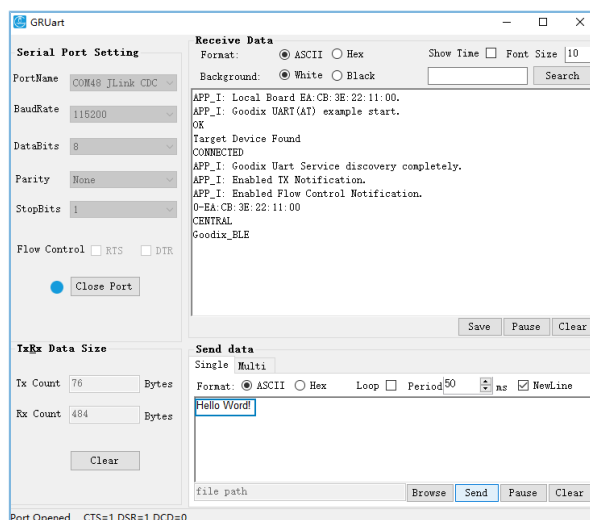 GRUart
Serial Port Setting
PortName COM48 JLink CDC
BaudRate 115200
DataBits 8
Parity None
StopBits 1
Flow Control RTS DTR
Close Port
Receive Data
Format: ASCII Hex Show Time Font Size 10
Background: White Black Search
APP_I: Local Board EA:CB:3E:22:11:00.
APP_I: Goodix UART(AT) example start.
OK
Target Device Found
CONNECTED
APP_I: Goodix Uart Service discovery completely.
APP_I: Enabled TX Notification.
APP_I: Enabled Flow Control Notification.
0-EA:CB:3E:22:11:00
CENTRAL
Goodix_BLE
Save Pause Clear
TxRx Data Size
Tx Count 76 Bytes
Rx Count 484 Bytes
Clear
Send data
Single Multi
Format: ASCII Hex Loop Period 50 ms NewLine
Hello Word!
file path Browse Send Pause Clear
Port Opened CTS=1 DSR=1 DCD=0